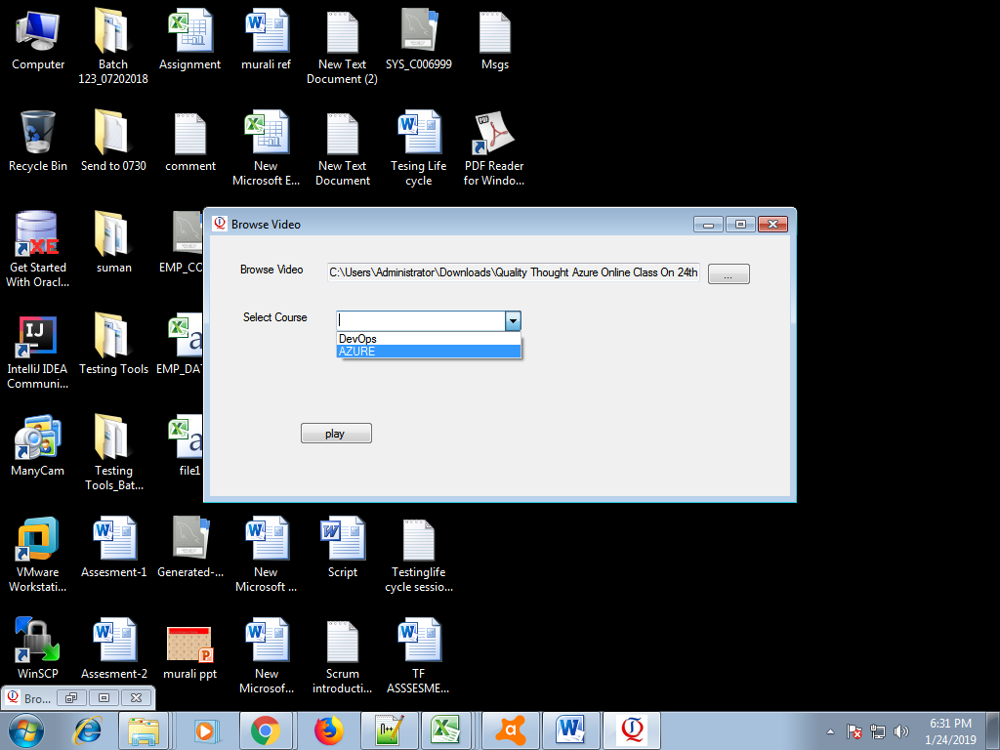 Computer
Batch
123_07202018
Assignment
murali ref
New Text
Document (2)
SYS_C006999
Msgs
Recycle Bin
Send to 0730
comment
New
Microsoft E...
New Text
Document
Tesing Life
cycle
PDF Reader
for Windo...
Get Started
With Oracl...
suman
EMP_CO
IntelliJ IDEA
Communi...
Testing Tools
EMP_DAT
ManyCam
Testing
Tools_Bat...
file1
Browse Video
Browse Video
C:\Users\Administrator\Downloads\Quality Thought Azure Online Class On 24th
...
Select Course
DevOps
AZURE
play
VMware
Workstati...
Assesment-1
Generated-...
New
Microsoft ...
Script
Testinglife
cycle sessio...
WinSCP
Assesment-2
murali ppt
New
Microsof...
Scrum
introducti...
TF
ASSSESME...
Bro...
6:31 PM
1/24/2019